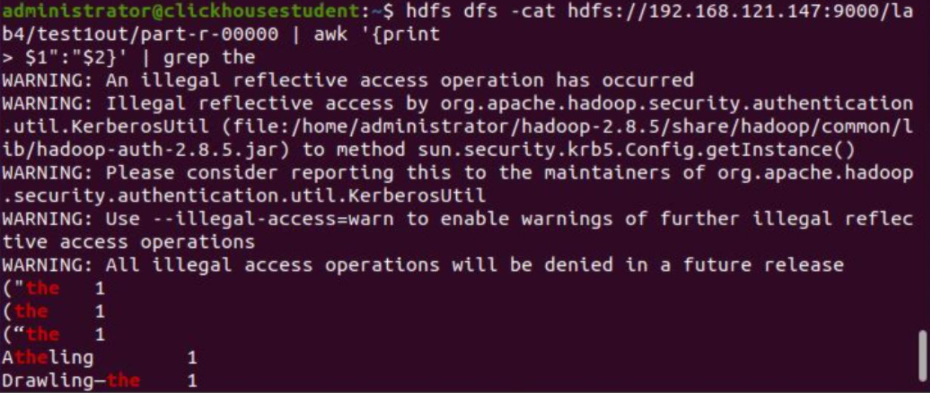 administrator@clickhousestudent:~$ hdfs dfs -cat hdfs://192.168.121.147:9000/la
b4/test1out/part-r-00000 | awk '{print
> $1":"$2}' | grep the
WARNING: An illegal reflective access operation has occurred
WARNING: Illegal reflective access by org.apache.hadoop.security.authentication
.util.KerberosUtil (file:/home/administrator/hadoop-2.8.5/share/hadoop/common/l
ib/hadoop-auth-2.8.5.jar) to method sun.security.krb5.Config.getInstance()
WARNING: Please consider reporting this to the maintainers of org.apache.hadoop
.security.authentication.util.KerberosUtil
WARNING: Use --illegal-access=warn to enable warnings of further illegal reflec
tive access operations
WARNING: All illegal access operations will be denied in a future release
("the 1
(the 1
(“the 1
Atheling 1
Drawling—the 1